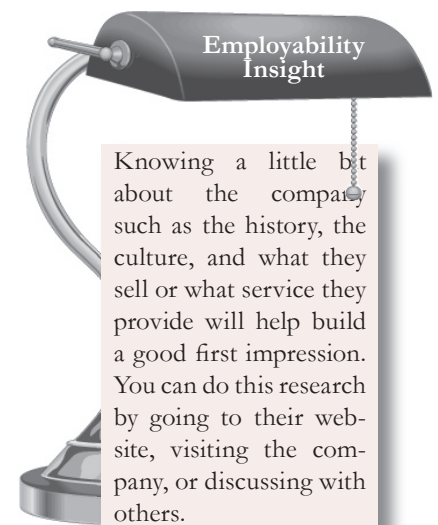 Employability
Insight
Knowing a little bit
about the company
such as the history, the
culture, and what they
sell or what service they
provide will help build
a good first impression.
You can do this research
by going to their web-
site, visiting the com-
pany, or discussing with
others.